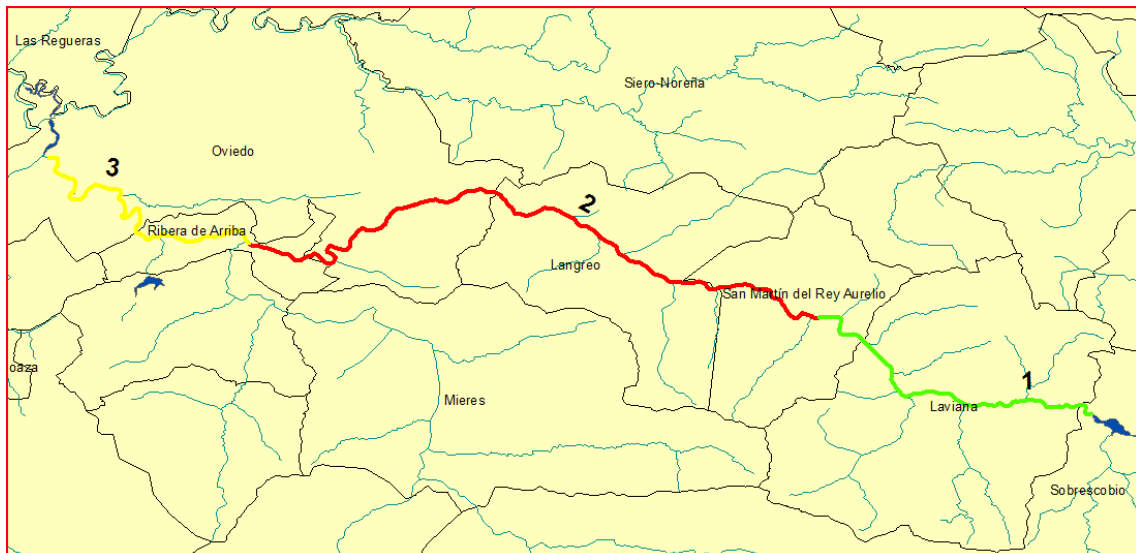 Las Regueras
Siero-Noreña
Oviedo
3
2
Ribera de Arriba
Langreo
San Martín del Rey Aurelio
oaza
Mieres
1
Laviana
Sobrescobio